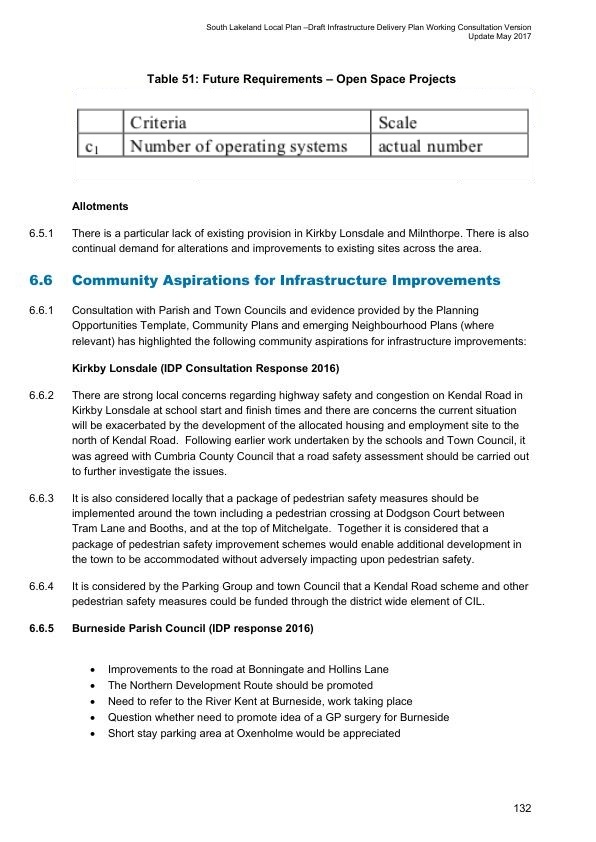 South Lakeland Local Plan –Draft Infrastructure Delivery Plan Working Consultation Version
Update May 2017
Table 51: Future Requirements – Open Space Projects
Criteria Scale
c1 Number of operating systems actual number
Allotments
6.5.1 There is a particular lack of existing provision in Kirkby Lonsdale and Milnthorpe. There is also
continual demand for alterations and improvements to existing sites across the area.
6.6 Community Aspirations for Infrastructure Improvements
6.6.1 Consultation with Parish and Town Councils and evidence provided by the Planning
Opportunities Template, Community Plans and emerging Neighbourhood Plans (where
relevant) has highlighted the following community aspirations for infrastructure improvements:
Kirkby Lonsdale (IDP Consultation Response 2016)
6.6.2 There are strong local concerns regarding highway safety and congestion on Kendal Road in
Kirkby Lonsdale at school start and finish times and there are concerns the current situation
will be exacerbated by the development of the allocated housing and employment site to the
north of Kendal Road. Following earlier work undertaken by the schools and Town Council, it
was agreed with Cumbria County Council that a road safety assessment should be carried out
to further investigate the issues.
6.6.3 It is also considered locally that a package of pedestrian safety measures should be
implemented around the town including a pedestrian crossing at Dodgson Court between
Tram Lane and Booths, and at the top of Mitchelgate. Together it is considered that a
package of pedestrian safety improvement schemes would enable additional development in
the town to be accommodated without adversely impacting upon pedestrian safety.
6.6.4 It is considered by the Parking Group and town Council that a Kendal Road scheme and other
pedestrian safety measures could be funded through the district wide element of CIL.
6.6.5 Burneside Parish Council (IDP response 2016)
• Improvements to the road at Bonningate and Hollins Lane
• The Northern Development Route should be promoted
• Need to refer to the River Kent at Burneside, work taking place
• Question whether need to promote idea of a GP surgery for Burneside
• Short stay parking area at Oxenholme would be appreciated
132